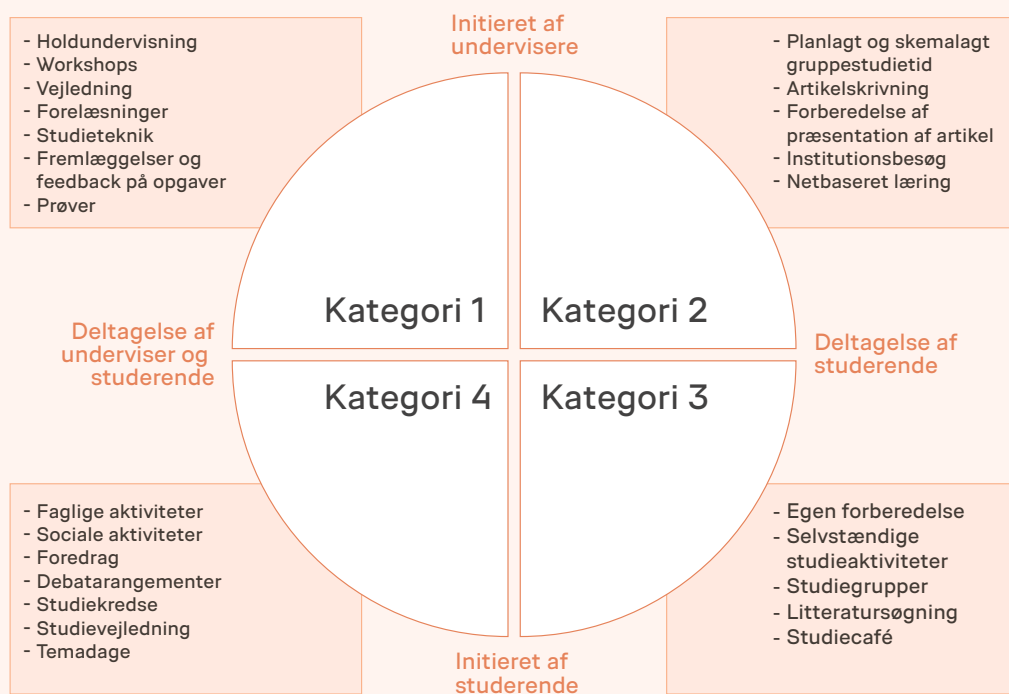 Initieret af
undervisere
- Holdundervisning
- Workshops
- Vejledning
- Forelæsninger
- Studieteknik
- Fremlæggelser og
feedback på opgaver
- Prøver
- Planlagt og skemalagt
gruppestudietid
- Artikelskrivning
- Forberedelse af
præsentation af artikel
- Institutionsbesøg
- Netbaseret læring
Kategori 1
Kategori 2
Deltagelse af
underviser og
studerende
Deltagelse af
studerende
Kategori 4
Kategori 3
- Faglige aktiviteter
- Sociale aktiviteter
- Foredrag
- Debatarrangementer
- Studiekredse
- Studievejledning
- Temadage
- Egen forberedelse
- Selvstændige
studieaktiviteter
- Studiegrupper
- Litteratursøgning
- Studiecafé
Initieret af
studerende